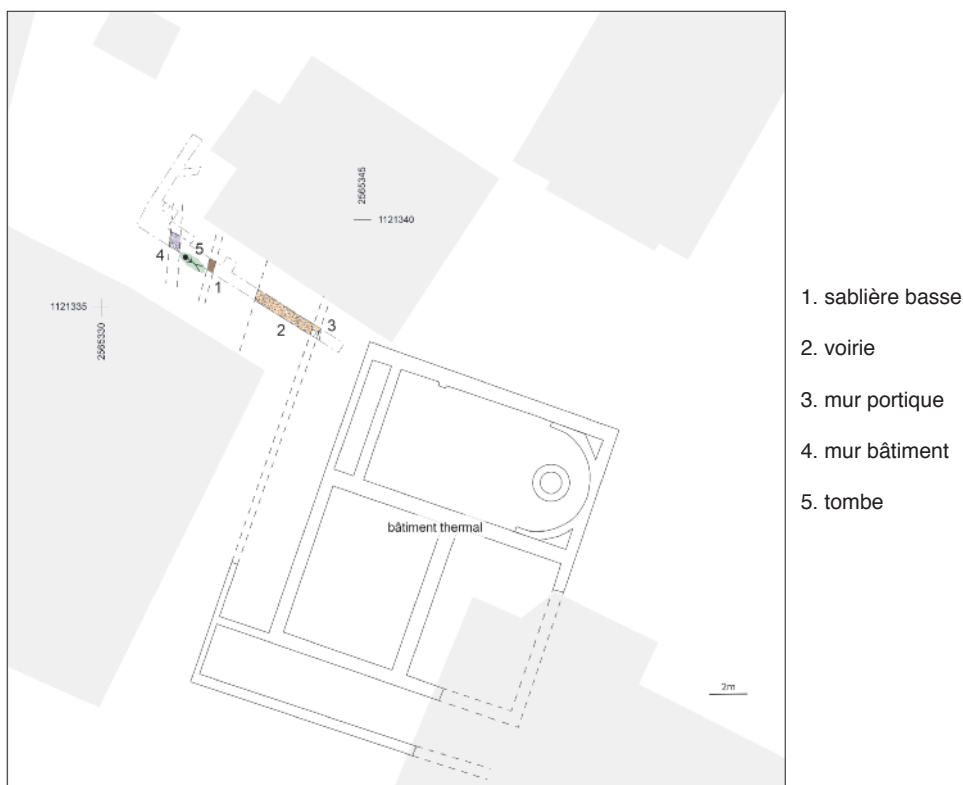 2565345
1121340
5
4
1
1121335
2565330
2
3
bâtiment thermal
2m
1. sablière basse
2. voirie
3. mur portique
4. mur bâtiment
5. tombe